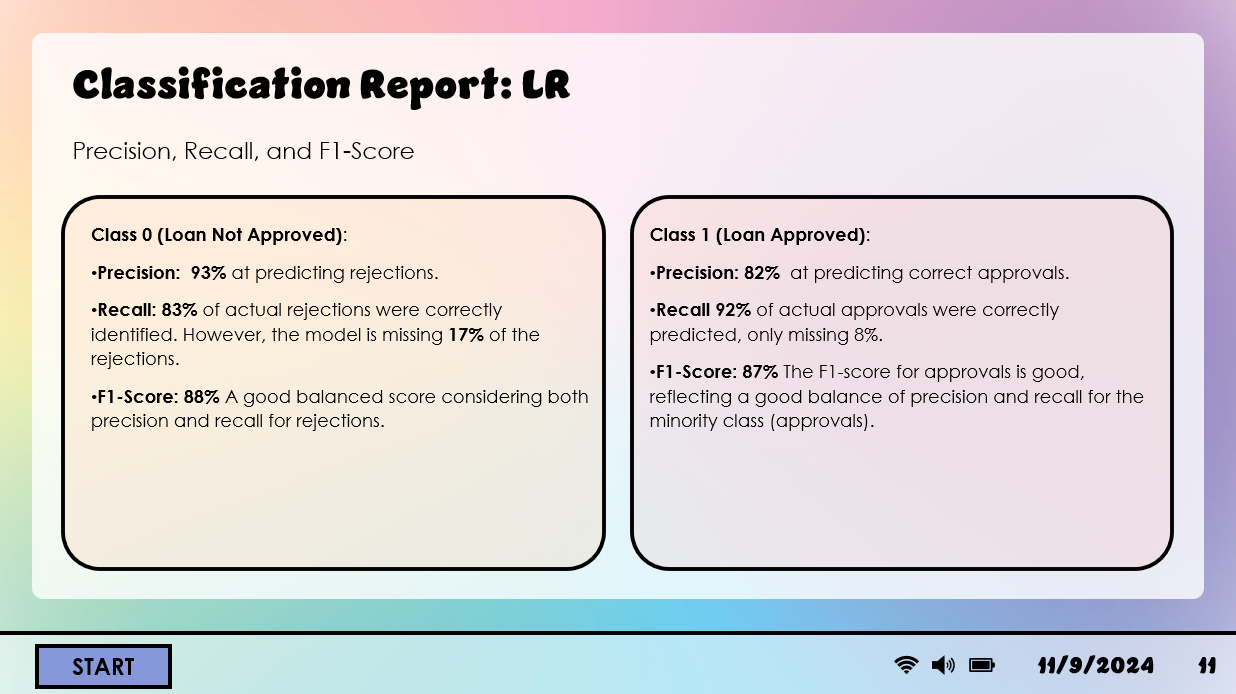 Classification Report: LR
Precision, Recall, and F1-Score
Class 0 (Loan Not Approved):
•Precision:  93% at predicting rejections.
•Recall: 83% of actual rejections were correctly
identified. However, the model is missing 17% of the
rejections.
•F1-Score: 88% A good balanced score considering both
precision and recall for rejections.
Class 1 (Loan Approved):
•Precision: 82%  at predicting correct approvals.
•Recall 92% of actual approvals were correctly
predicted, only missing 8%.
•F1-Score: 87% The F1-score for approvals is good,
reflecting a good balance of precision and recall for the
minority class (approvals).
START
11/9/2024
11